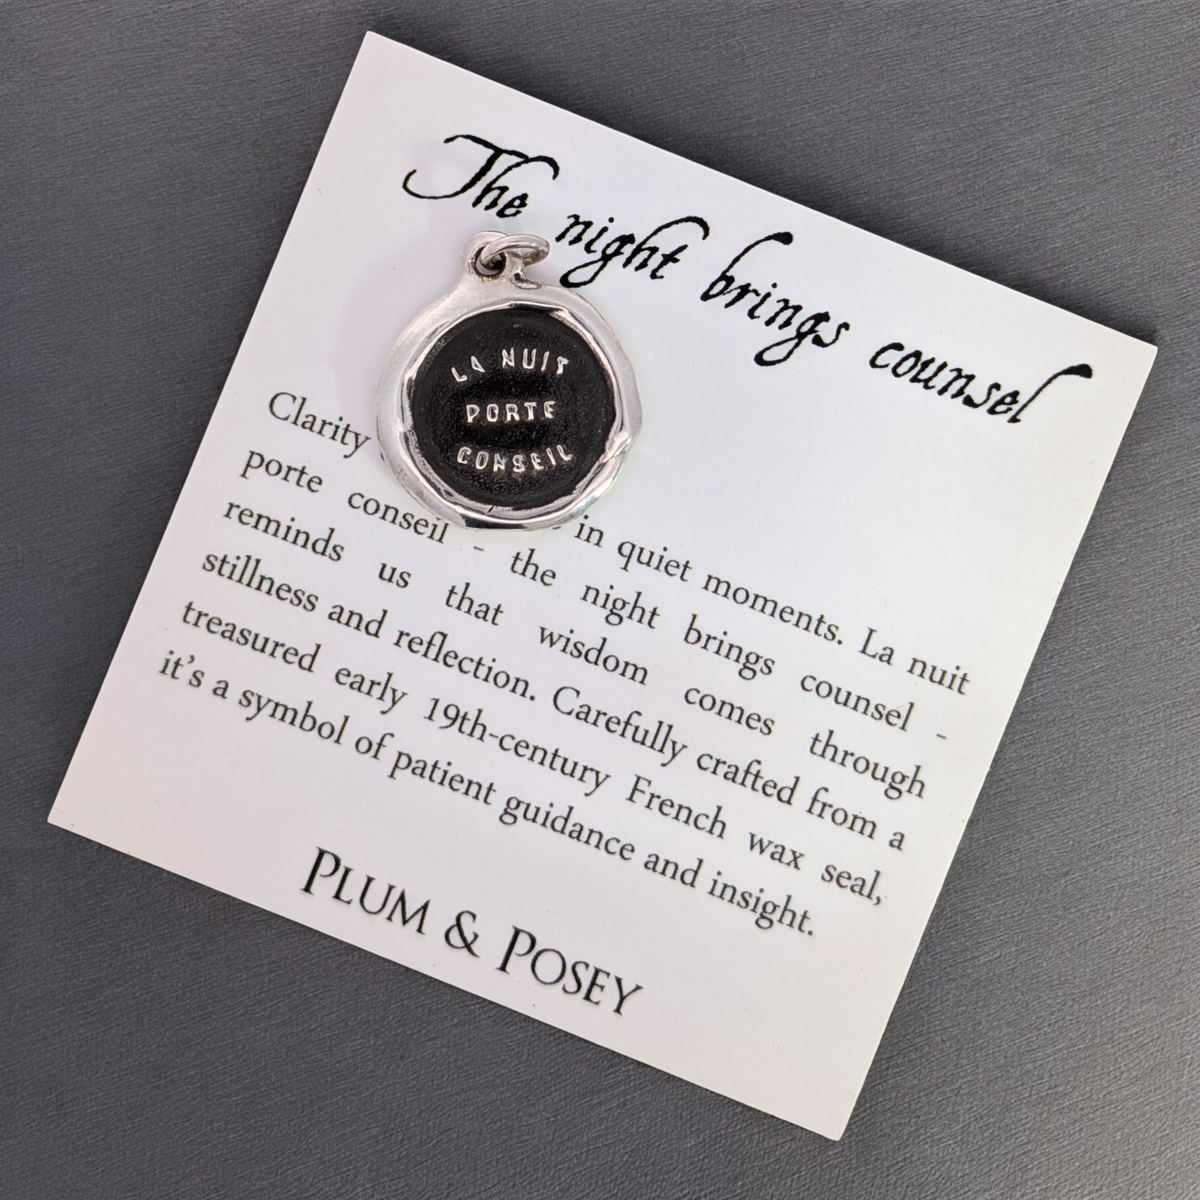 The night brings counsel
LA NUIT
PORTE
CONSEIL
Clarity in quiet moments. La nuit
porte conseil - the night brings counsel -
reminds us that wisdom comes through
stillness and reflection. Carefully crafted from a
treasured early 19th-century French wax seal,
it's a symbol of patient guidance and insight.
PLUM & POSEY